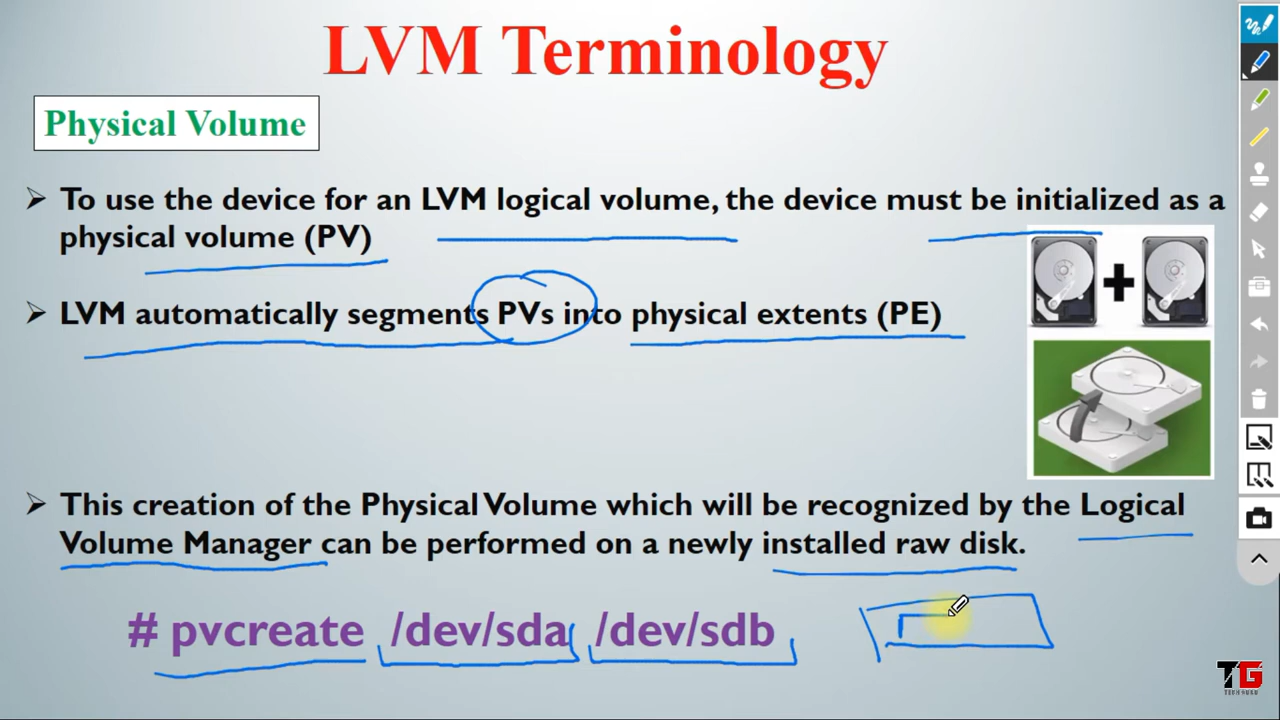 LVM Terminology
Physical Volume
➢ To use the device for an LVM logical volume, the device must be initialized as a
physical volume (PV)
➢ LVM automatically segments PVs into physical extents (PE)
➢ This creation of the Physical Volume which will be recognized by the Logical
Volume Manager can be performed on a newly installed raw disk.
# pvcreate /dev/sda /dev/sdb
TG